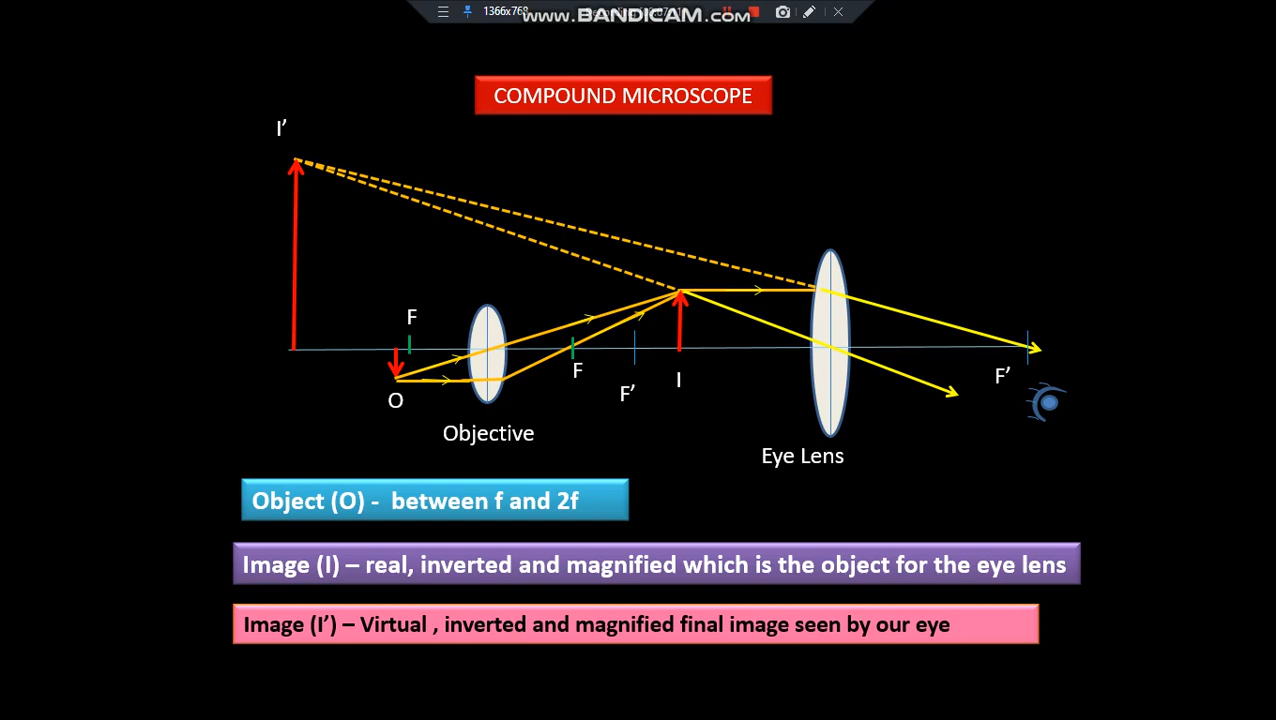 1366x768
WWW.BANDICAM.COM
COMPOUND MICROSCOPE
I’
F
F
F’
I
F’
O
Objective
Eye Lens
Object (O) - between f and 2f
Image (I) – real, inverted and magnified which is the object for the eye lens
Image (I’) – Virtual , inverted and magnified final image seen by our eye